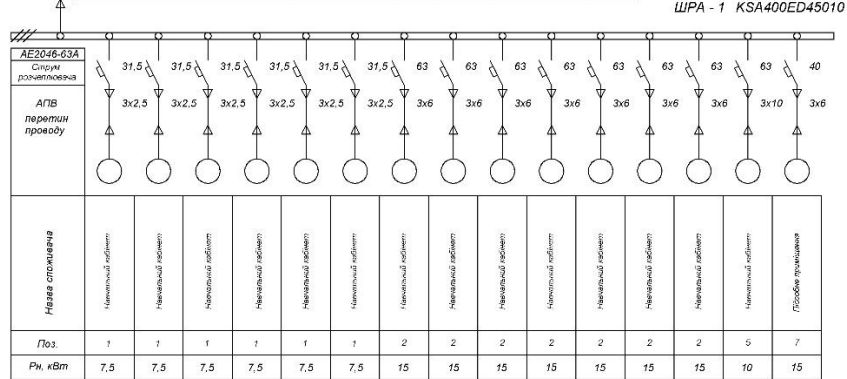 ШРА - 1 KSA400ED45010
АЕ2046-63А
Струм
розчеплювача
31,5 31,5 31,5 31,5 31,5 31,5 63 63 63 63 63 63 63 63 40
АПВ
перетин
проводу
3х2,5 3х2,5 3х2,5 3х2,5 3х2,5 3х2,5 3х6 3х6 3х6 3х6 3х6 3х6 3х6 3х10 3х6
Назва споживача
Навчальний кабінет
Навчальний кабінет
Навчальний кабінет
Навчальний кабінет
Навчальний кабінет
Навчальний кабінет
Навчальний кабінет
Навчальний кабінет
Навчальний кабінет
Навчальний кабінет
Навчальний кабінет
Навчальний кабінет
Навчальний кабінет
Навчальний кабінет
Підсобне приміщення
Поз. 1 1 1 1 1 1 2 2 2 2 2 2 2 5 7
Рн, кВт 7,5 7,5 7,5 7,5 7,5 7,5 15 15 15 15 15 15 15 10 15